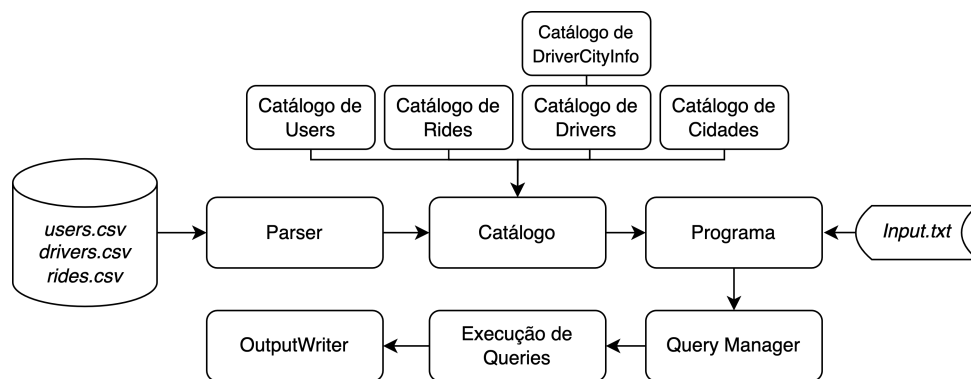 Catálogo de
DriverCityInfo
Catálogo de
Users
Catálogo de
Rides
Catálogo de
Drivers
Catálogo de
Cidades
users.csv
drivers.csv
rides.csv
Parser
Catálogo
Programa
Input.txt
OutputWriter
Execução de
Queries
Query Manager